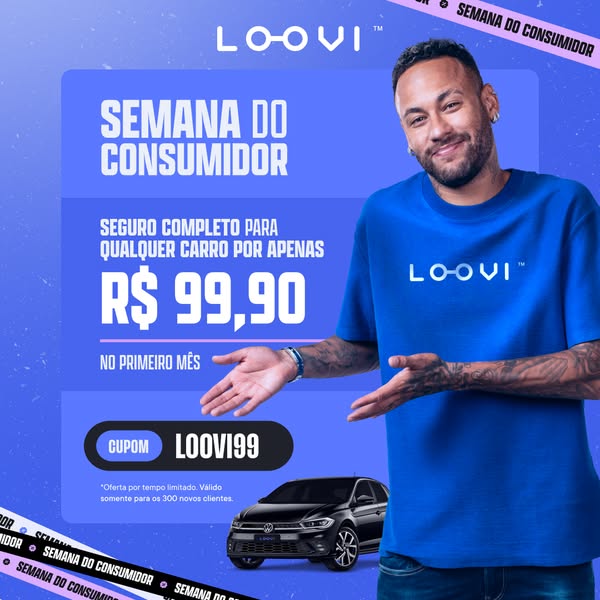 LOOVI™
SEMANA DO CONSUMIDOR
SEMANA DO
CONSUMIDOR
SEGURO COMPLETO PARA
QUALQUER CARRO POR APENAS
R$ 99,90
NO PRIMEIRO MÊS
LOOVI™
CUPOM LOOVI99
*Oferta por tempo limitado. Válido
somente para os 300 novos clientes.
SEMANA DO CONSUMIDOR
SEMANA DO CONSUMIDOR